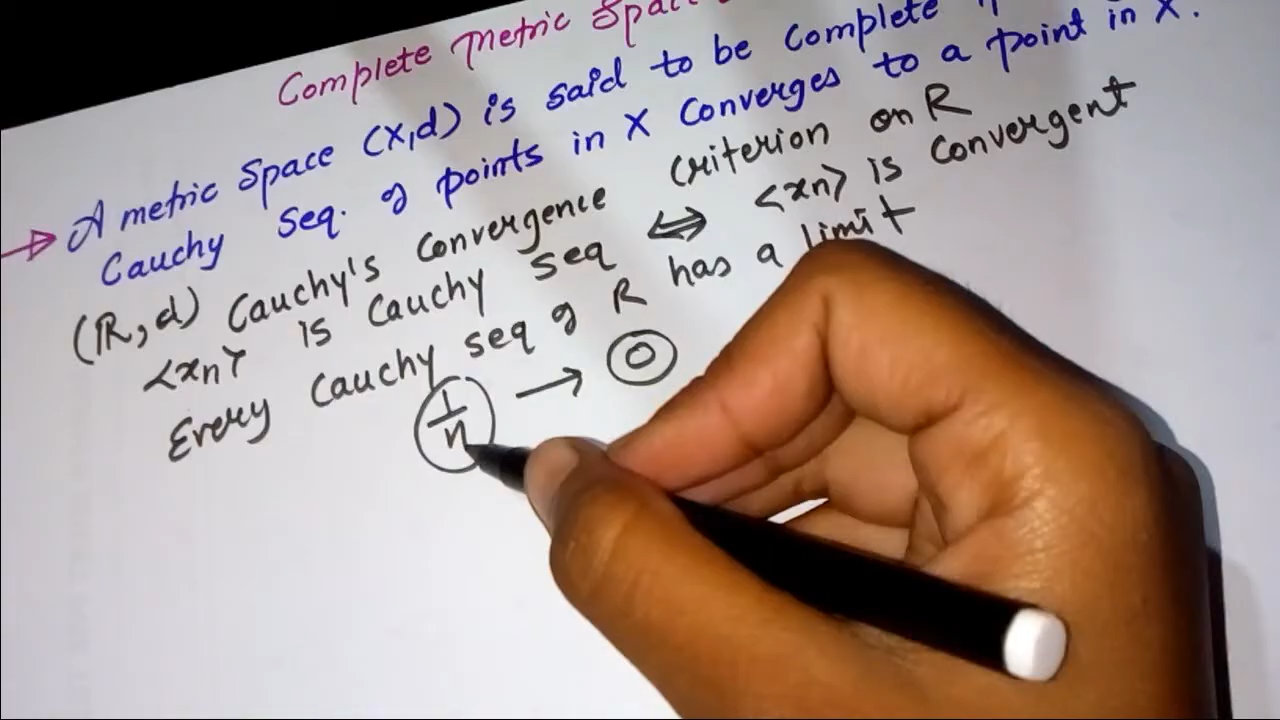 Complete Metric Spac
A metric Space (X,d) is said to be complete
Cauchy Seq. of points in X Converges to a point in X.
(R,d) Cauchy's Convergence Criterion on R
<xn> is Cauchy seq ⇔ <xn> is Convergent
Every Cauchy seq of R has a limit
1/n → 0